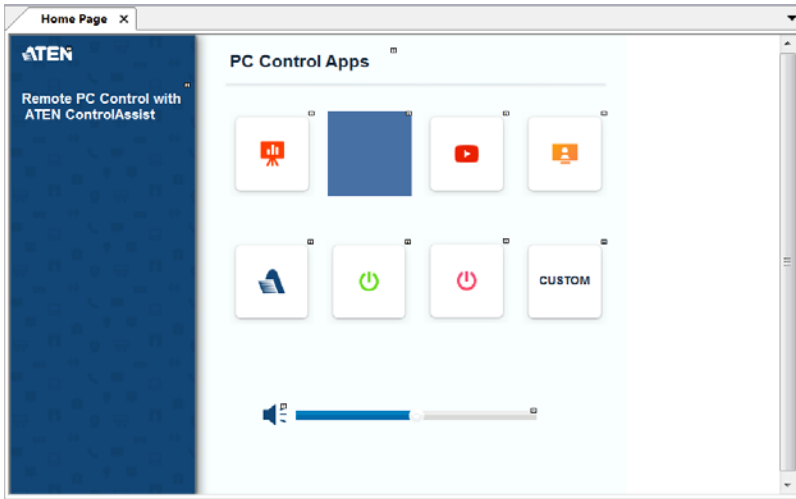 Home Page X
ATEN
PC Control Apps
Remote PC Control with
ATEN ControlAssist
CUSTOM